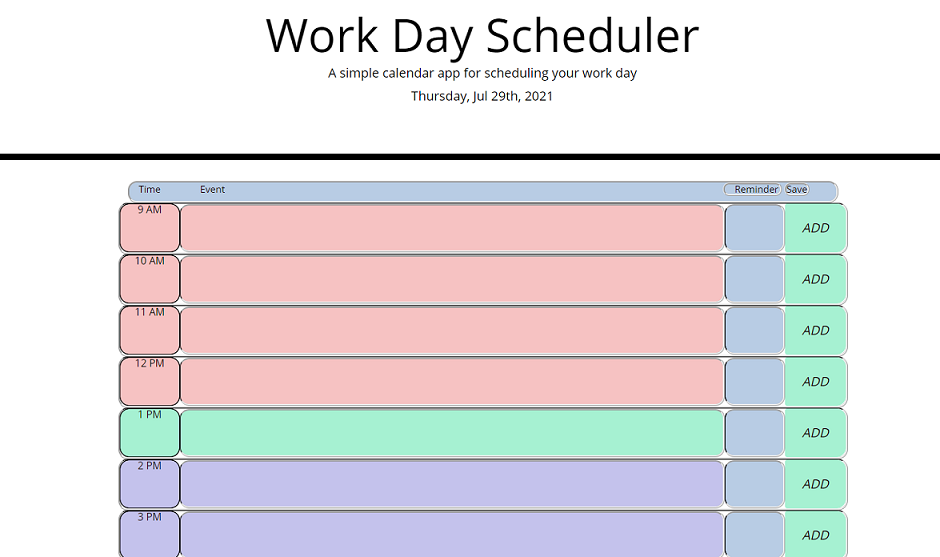 Work Day Scheduler
A simple calendar app for scheduling your work day
Thursday, Jul 29th, 2021
Time Event Reminder Save
9 AM
ADD
10 AM
ADD
11 AM
ADD
12 PM
ADD
1 PM
ADD
2 PM
ADD
3 PM
ADD